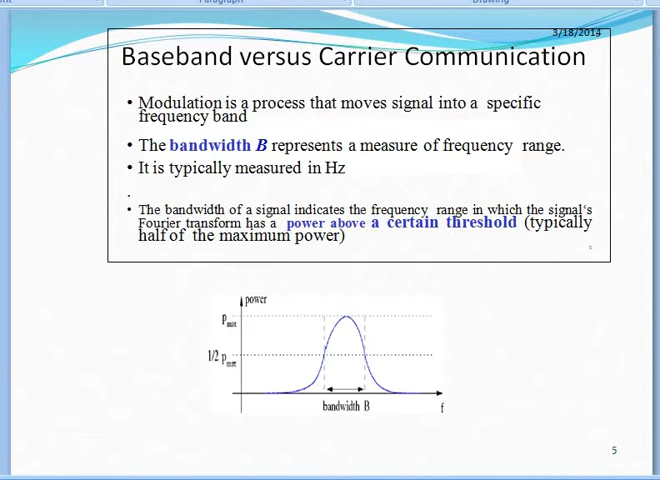 Paragraph
Drawing
3/18/2014
Baseband versus Carrier Communication
• Modulation is a process that moves signal into a specific
frequency band
• The bandwidth B represents a measure of frequency range.
• It is typically measured in Hz
.
• The bandwidth of a signal indicates the frequency range in which the signal's
Fourier transform has a power above a certain threshold (typically
half of the maximum power)
power
Pmax
1/2 Pmax
bandwidth B
f
5